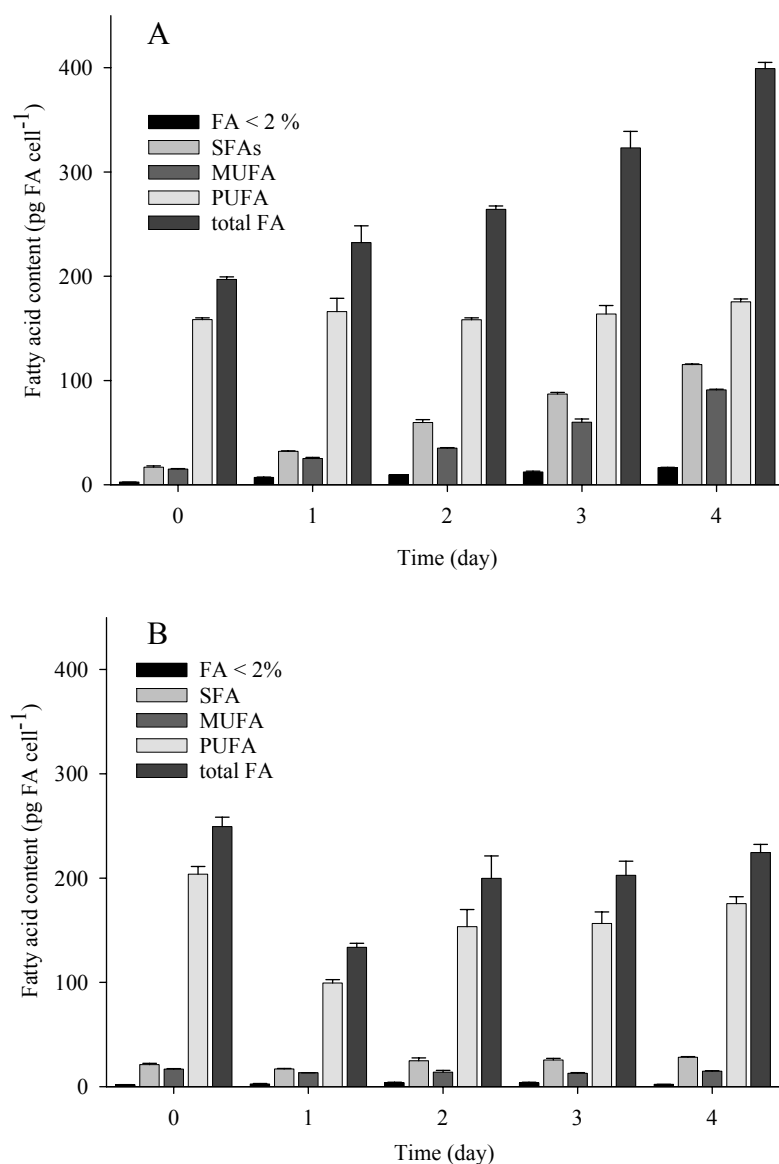 A
Fatty acid content (pg FA cell-1)
400
300
200
100
0
FA < 2 %
SFAs
MUFA
PUFA
total FA
0 1 2 3 4
Time (day)
B
Fatty acid content (pg FA cell-1)
400
300
200
100
0
FA < 2%
SFA
MUFA
PUFA
total FA
0 1 2 3 4
Time (day)